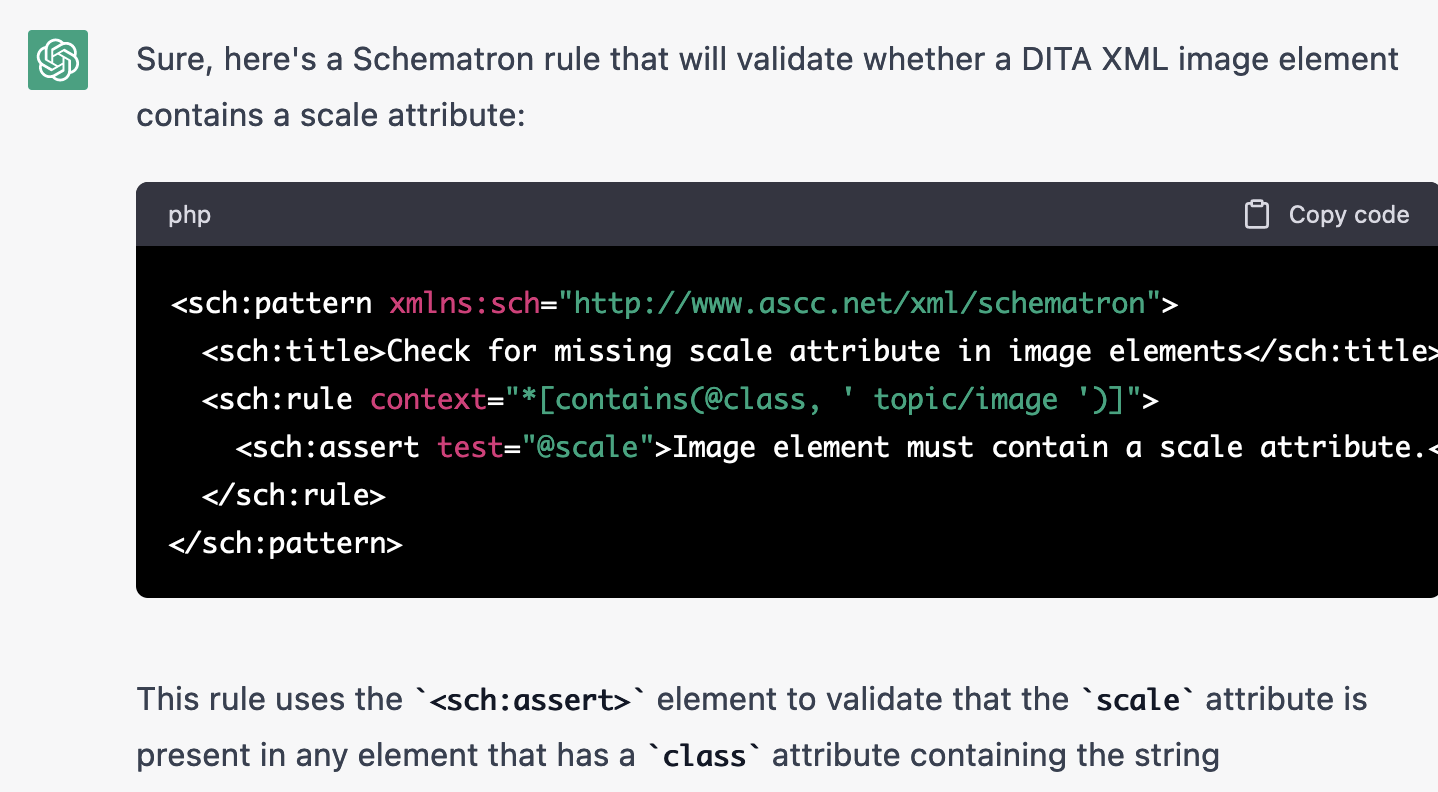 Sure, here's a Schematron rule that will validate whether a DITA XML image element
contains a scale attribute:
php
Copy code
<sch:pattern xmlns:sch="http://www.ascc.net/xml/schematron">
<sch:title>Check for missing scale attribute in image elements</sch:title>
<sch:rule context="*[contains(@class, ' topic/image ')]">
<sch:assert test="@scale">Image element must contain a scale attribute.<
</sch:rule>
</sch:pattern>
This rule uses the `<sch:assert>` element to validate that the `scale` attribute is
present in any element that has a `class` attribute containing the string